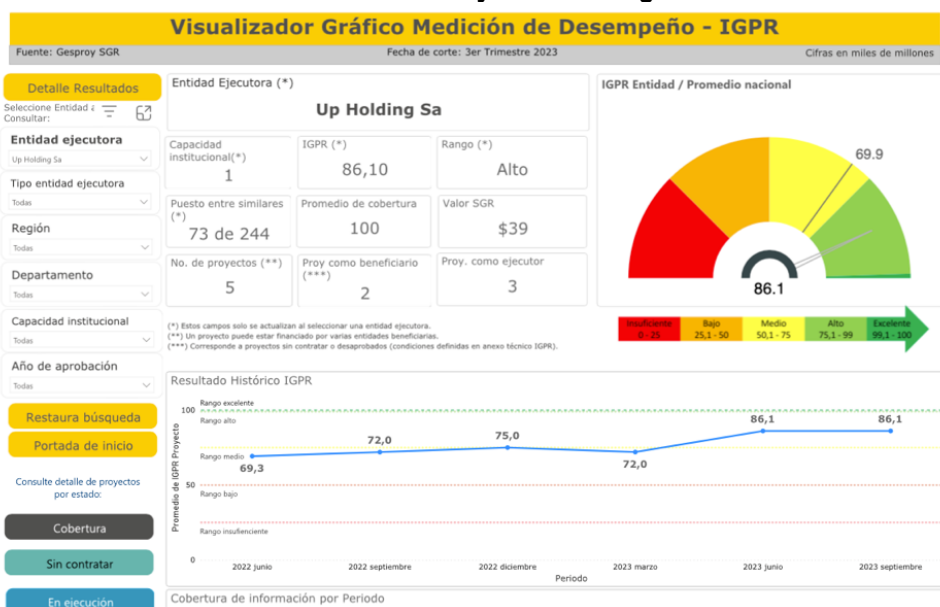 Visualizador Gráfico Medición de Desempeño - IGPR
Fuente: Gesproy SGR
Fecha de corte: 3er Trimestre 2023
Cifras en miles de millones
Detalle Resultados
Seleccione Entidad a
Consultar:
Entidad ejecutora
Up Holding Sa
Tipo entidad ejecutora
Todas
Región
Todas
Departamento
Todas
Capacidad institucional
Todas
Año de aprobación
Todas
Restaura búsqueda
Portada de inicio
Consulte detalle de proyectos
por estado:
Cobertura
Sin contratar
En ejecución
Entidad Ejecutora (*)
Up Holding Sa
Capacidad
institucional(*)
1
IGPR (*)
86,10
Rango (*)
Alto
Puesto entre similares
(*)
73 de 244
Promedio de cobertura
100
Valor SGR
$39
No. de proyectos (**)
5
Proy como beneficiario
(***)
2
Proy. como ejecutor
3
(*) Estos campos solo se actualizan al seleccionar una entidad ejecutora.
(**) Un proyecto puede estar financiado por varias entidades beneficiarias.
(***) Corresponde a proyectos sin contratar o desaprobados (condiciones definidas en anexo técnico IGPR).
IGPR Entidad / Promedio nacional
69.9
86.1
Insuficiente
0 - 25
Bajo
25,1 - 50
Medio
50,1 - 75
Alto
75,1 - 99
Excelente
99,1 - 100
Resultado Histórico IGPR
Promedio de IGPR Proyecto
100
50
0
Rango excelente
Rango alto
Rango medio
Rango bajo
Rango insufienciente
69,3
72,0
75,0
72,0
86,1
86,1
2022 junio
2022 septiembre
2022 diciembre
2023 marzo
2023 junio
2023 septiembre
Periodo
Cobertura de información por Periodo